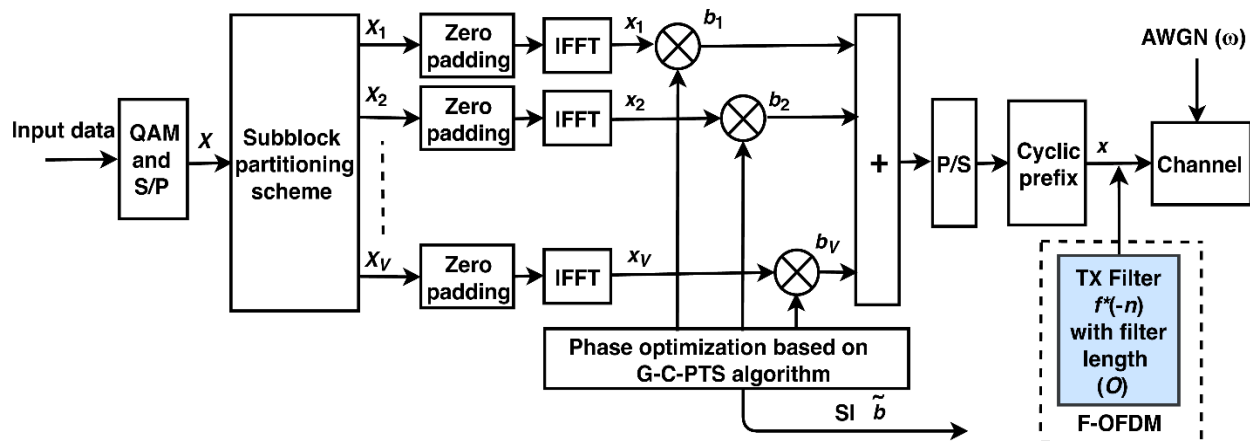 Input data
QAM
and
S/P
X
Subblock
partitioning
scheme
X1
Zero
padding
IFFT
x1
b1
X2
Zero
padding
IFFT
x2
b2
XV
Zero
padding
IFFT
xV
bV
+
P/S
Cyclic
prefix
x
AWGN (ω)
Channel
Phase optimization based on
G-C-PTS algorithm
SI b̃
TX Filter
f*(-n)
with filter
length
(O)
F-OFDM